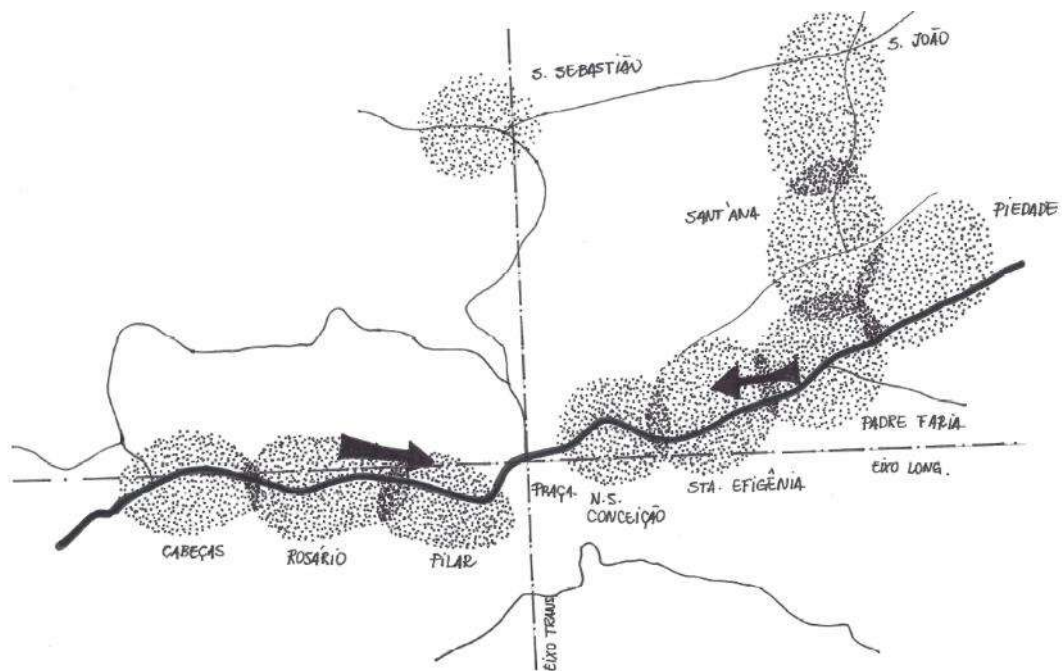 S. SEBASTIÃO
S. JOÃO
SANT'ANA
PIEDADE
PADRE FARIA
EIXO LONG.
PRAÇA
N.S.
CONCEIÇÃO
STA. EFIGÊNIA
CABEÇAS
ROSÁRIO
PILAR
EIXO TRANS.